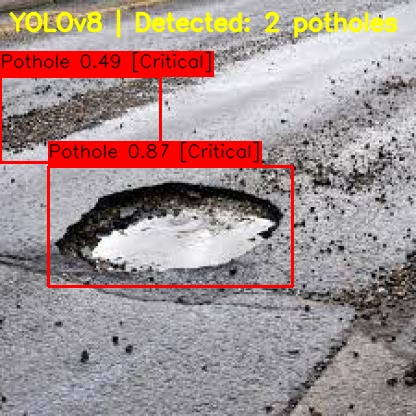 YOLOv8 | Detected: 2 potholes
Pothole 0.49 [Critical]
Pothole 0.87 [Critical]